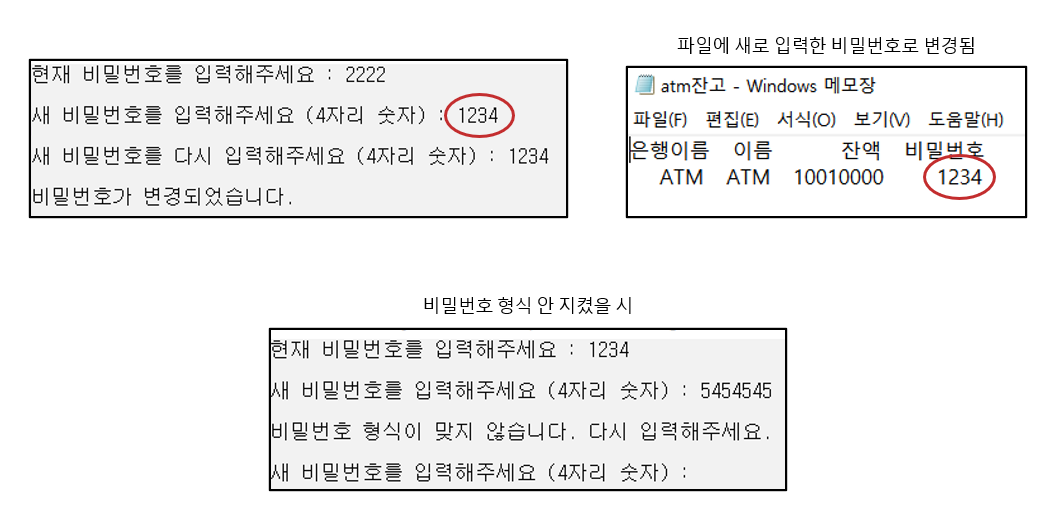 현재 비밀번호를 입력해주세요 : 2222
새 비밀번호를 입력해주세요 (4자리 숫자) : 1234
새 비밀번호를 다시 입력해주세요 (4자리 숫자) : 1234
비밀번호가 변경되었습니다.
파일에 새로 입력한 비밀번호로 변경됨
atm잔고 - Windows 메모장
파일(F) 편집(E) 서식(O) 보기(V) 도움말(H)
은행이름 이름 잔액 비밀번호
ATM ATM 10010000 1234
비밀번호 형식 안 지켰을 시
현재 비밀번호를 입력해주세요 : 1234
새 비밀번호를 입력해주세요 (4자리 숫자) : 5454545
비밀번호 형식이 맞지 않습니다. 다시 입력해주세요.
새 비밀번호를 입력해주세요 (4자리 숫자) :